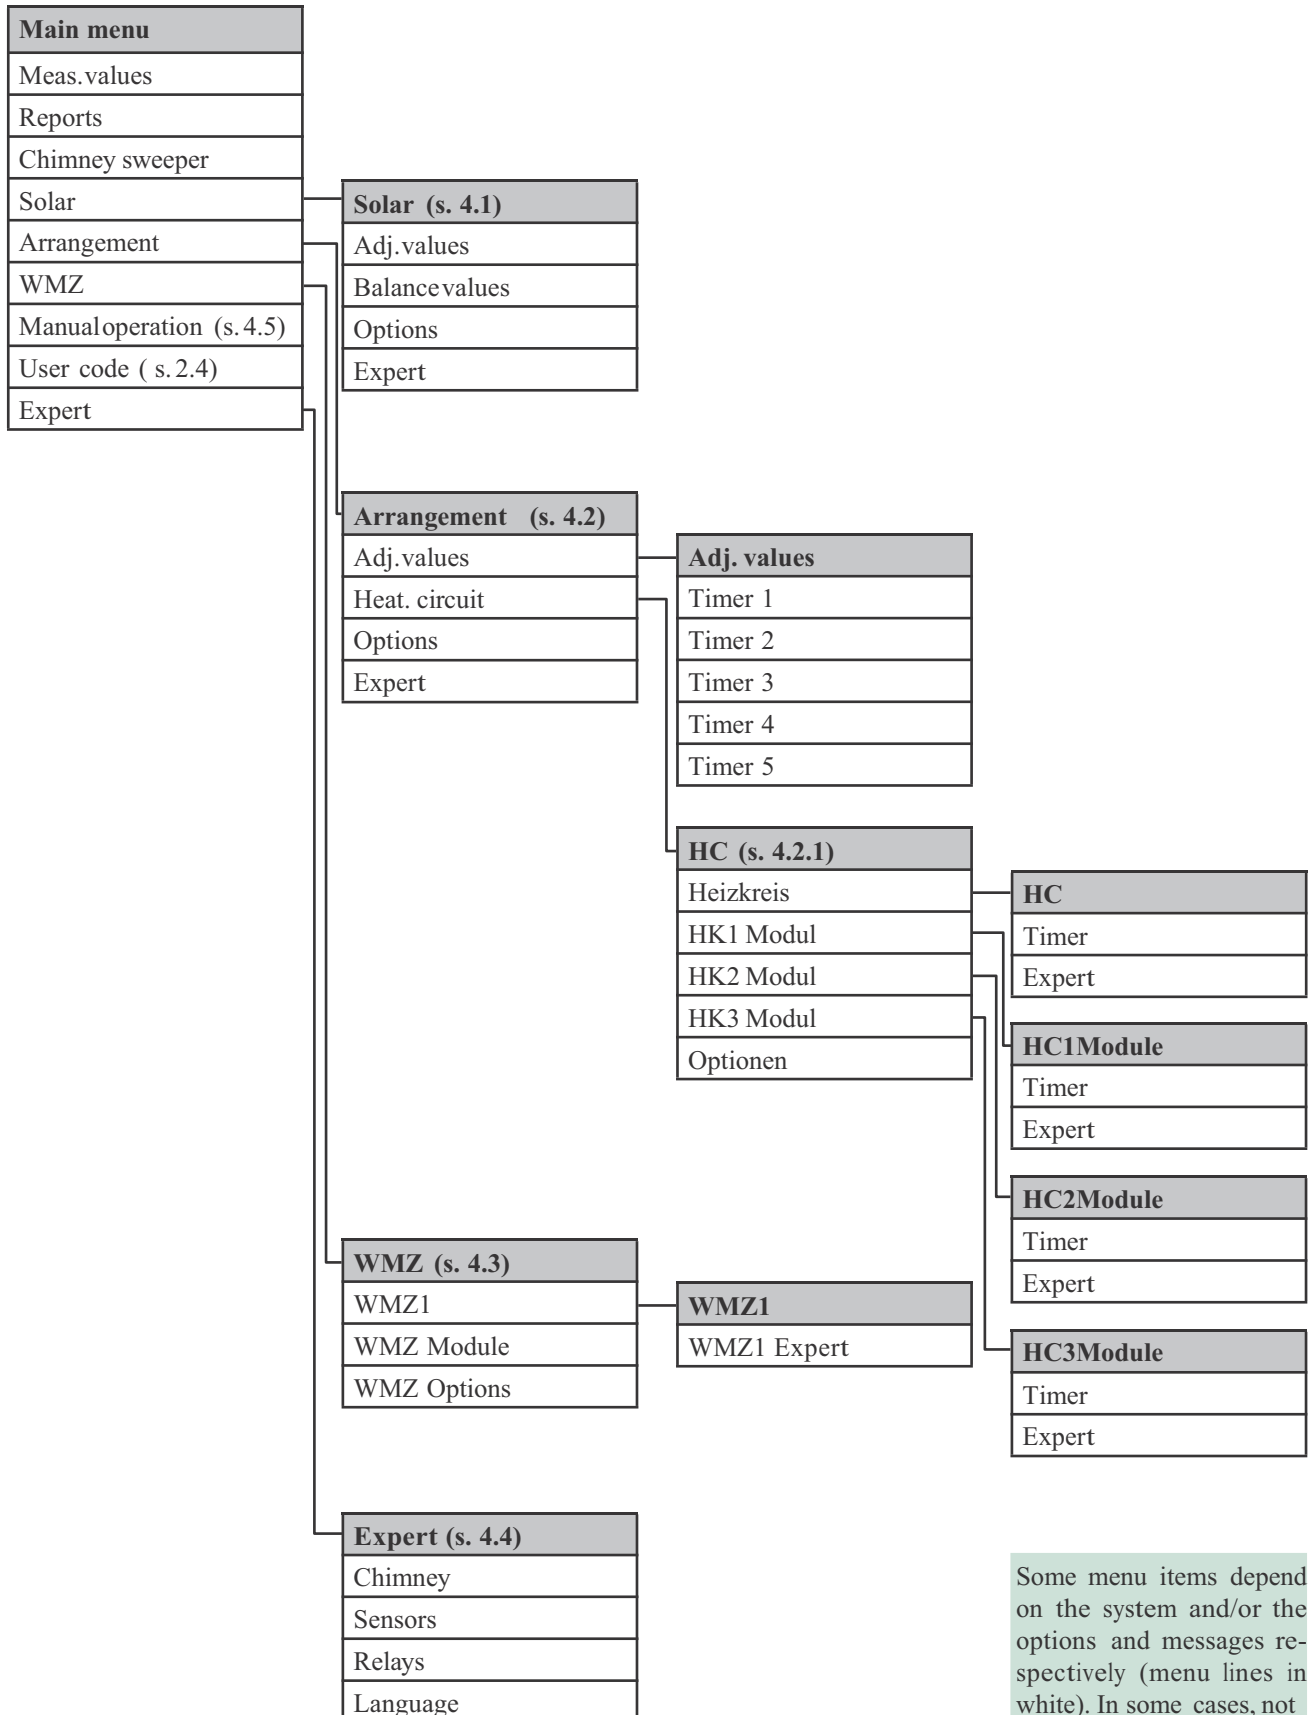 Main menu
Meas.values
Reports
Chimney sweeper
Solar
Arrangement
WMZ
Manualoperation (s.4.5)
User code ( s.2.4)
Expert
Solar (s. 4.1)
Adj.values
Balancevalues
Options
Expert
Arrangement (s. 4.2)
Adj.values
Heat. circuit
Options
Expert
Adj. values
Timer 1
Timer 2
Timer 3
Timer 4
Timer 5
HC (s. 4.2.1)
Heizkreis
HK1 Modul
HK2 Modul
HK3 Modul
Optionen
HC
Timer
Expert
HC1Module
Timer
Expert
HC2Module
Timer
Expert
HC3Module
Timer
Expert
WMZ (s. 4.3)
WMZ1
WMZ Module
WMZ Options
WMZ1
WMZ1 Expert
Expert (s. 4.4)
Chimney
Sensors
Relays
Language
Some menu items depend
on the system and/or the
options and messages re-
spectively (menu lines in
white). In some cases, not